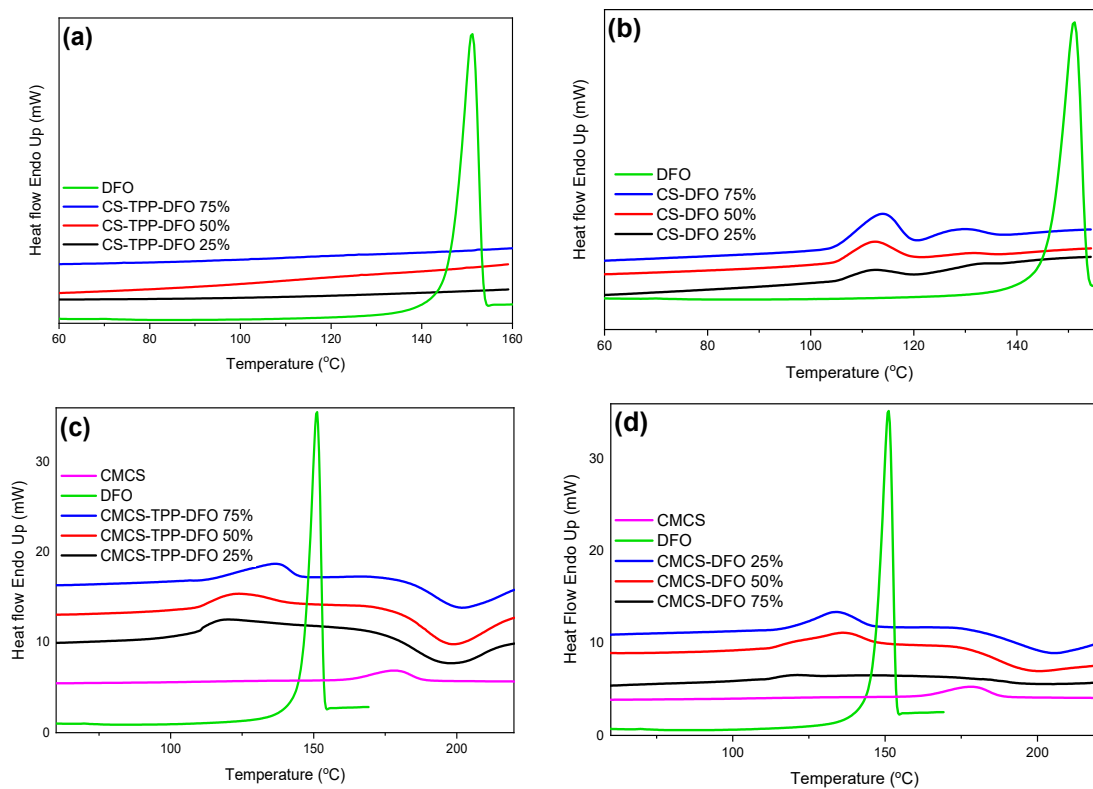 (a)
Heat flow Endo Up (mW)
DFO
CS-TPP-DFO 75%
CS-TPP-DFO 50%
CS-TPP-DFO 25%
60 80 100 120 140 160
Temperature (°C)
(b)
Heat flow Endo Up (mW)
DFO
CS-DFO 75%
CS-DFO 50%
CS-DFO 25%
60 80 100 120 140
Temperature (°C)
(c)
Heat flow Endo Up (mW)
30
20
10
0
CMCS
DFO
CMCS-TPP-DFO 75%
CMCS-TPP-DFO 50%
CMCS-TPP-DFO 25%
100 150 200
Temperature (°C)
(d)
Heat Flow Endo Up (mW)
30
20
10
0
CMCS
DFO
CMCS-DFO 25%
CMCS-DFO 50%
CMCS-DFO 75%
100 150 200
Temperature (°C)